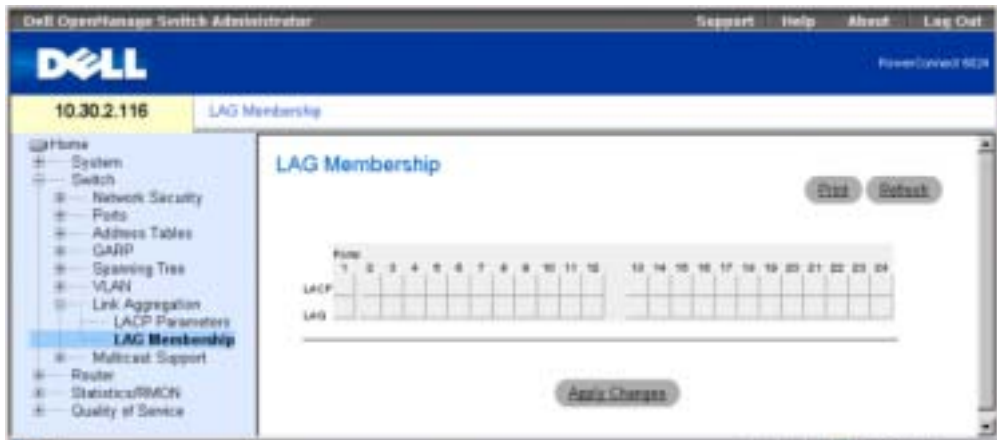 Dell OpenManage Switch Administrator Support Help About Log Out
DELL
PowerConnect 6024
10.30.2.116 LAG Membership
Home
System
Switch
Network Security
Ports
Address Tables
GARP
Spanning Tree
VLAN
Link Aggregation
LACP Parameters
LAG Membership
Multicast Support
Router
Statistics/RMON
Quality of Service
LAG Membership
Print Refresh
Ports
1 2 3 4 5 6 7 8 9 10 11 12 13 14 15 16 17 18 19 20 21 22 23 24
LACP
LAG
Apply Changes